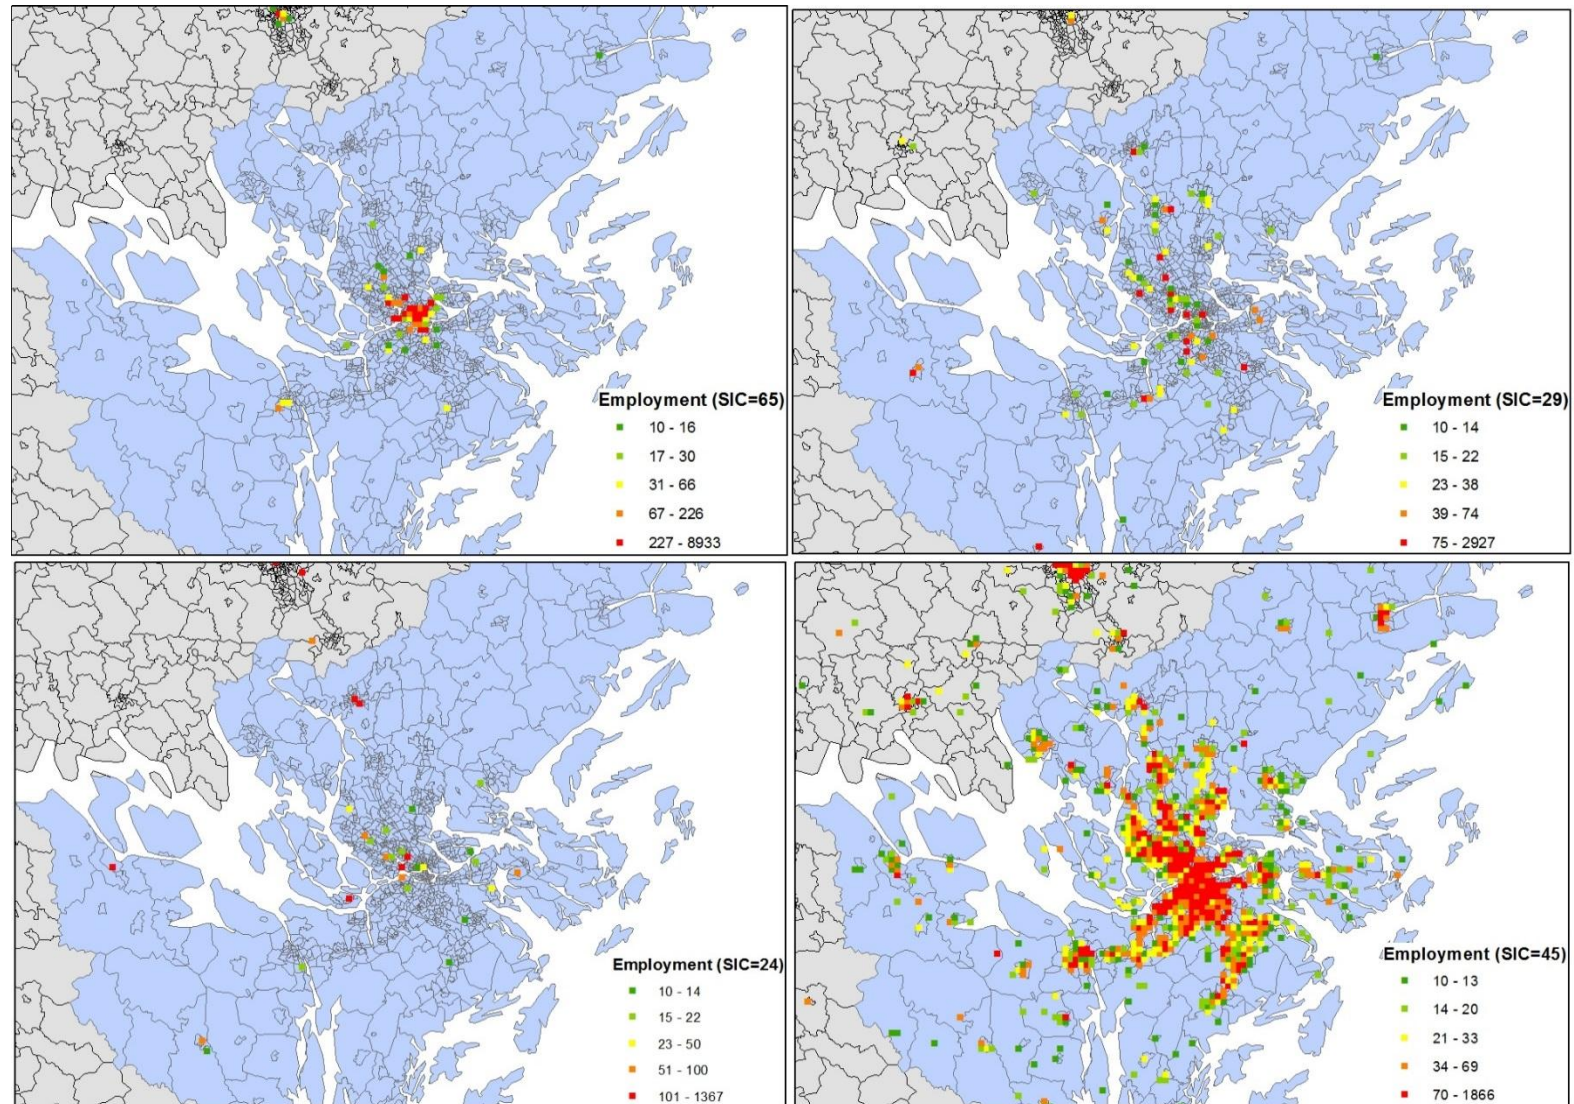 Employment (SIC=65)
10 - 16
17 - 30
31 - 66
67 - 226
227 - 8933
Employment (SIC=29)
10 - 14
15 - 22
23 - 38
39 - 74
75 - 2927
Employment (SIC=24)
10 - 14
15 - 22
23 - 50
51 - 100
101 - 1367
Employment (SIC=45)
10 - 13
14 - 20
21 - 33
34 - 69
70 - 1866